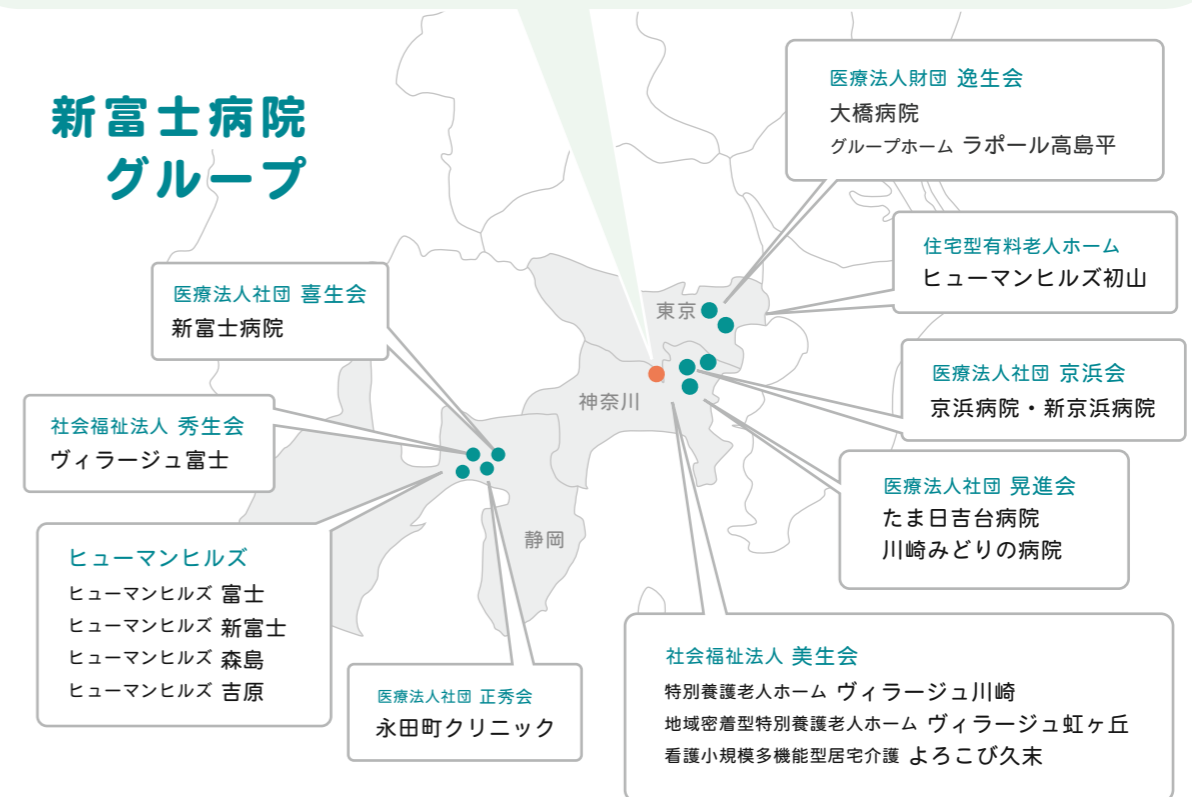 新富士病院
グループ
医療法人財団 逸生会
大橋病院
グループホーム ラポール高島平
住宅型有料老人ホーム
ヒューマンヒルズ初山
医療法人社団 喜生会
新富士病院
東京
医療法人社団 京浜会
京浜病院・新京浜病院
神奈川
社会福祉法人 秀生会
ヴィラージュ富士
医療法人社団 晃進会
たま日吉台病院
川崎みどりの病院
静岡
ヒューマンヒルズ
ヒューマンヒルズ 富士
ヒューマンヒルズ 新富士
ヒューマンヒルズ 森島
ヒューマンヒルズ 吉原
医療法人社団 正秀会
永田町クリニック
社会福祉法人 美生会
特別養護老人ホーム ヴィラージュ川崎
地域密着型特別養護老人ホーム ヴィラージュ虹ヶ丘
看護小規模多機能型居宅介護 よろこび久末